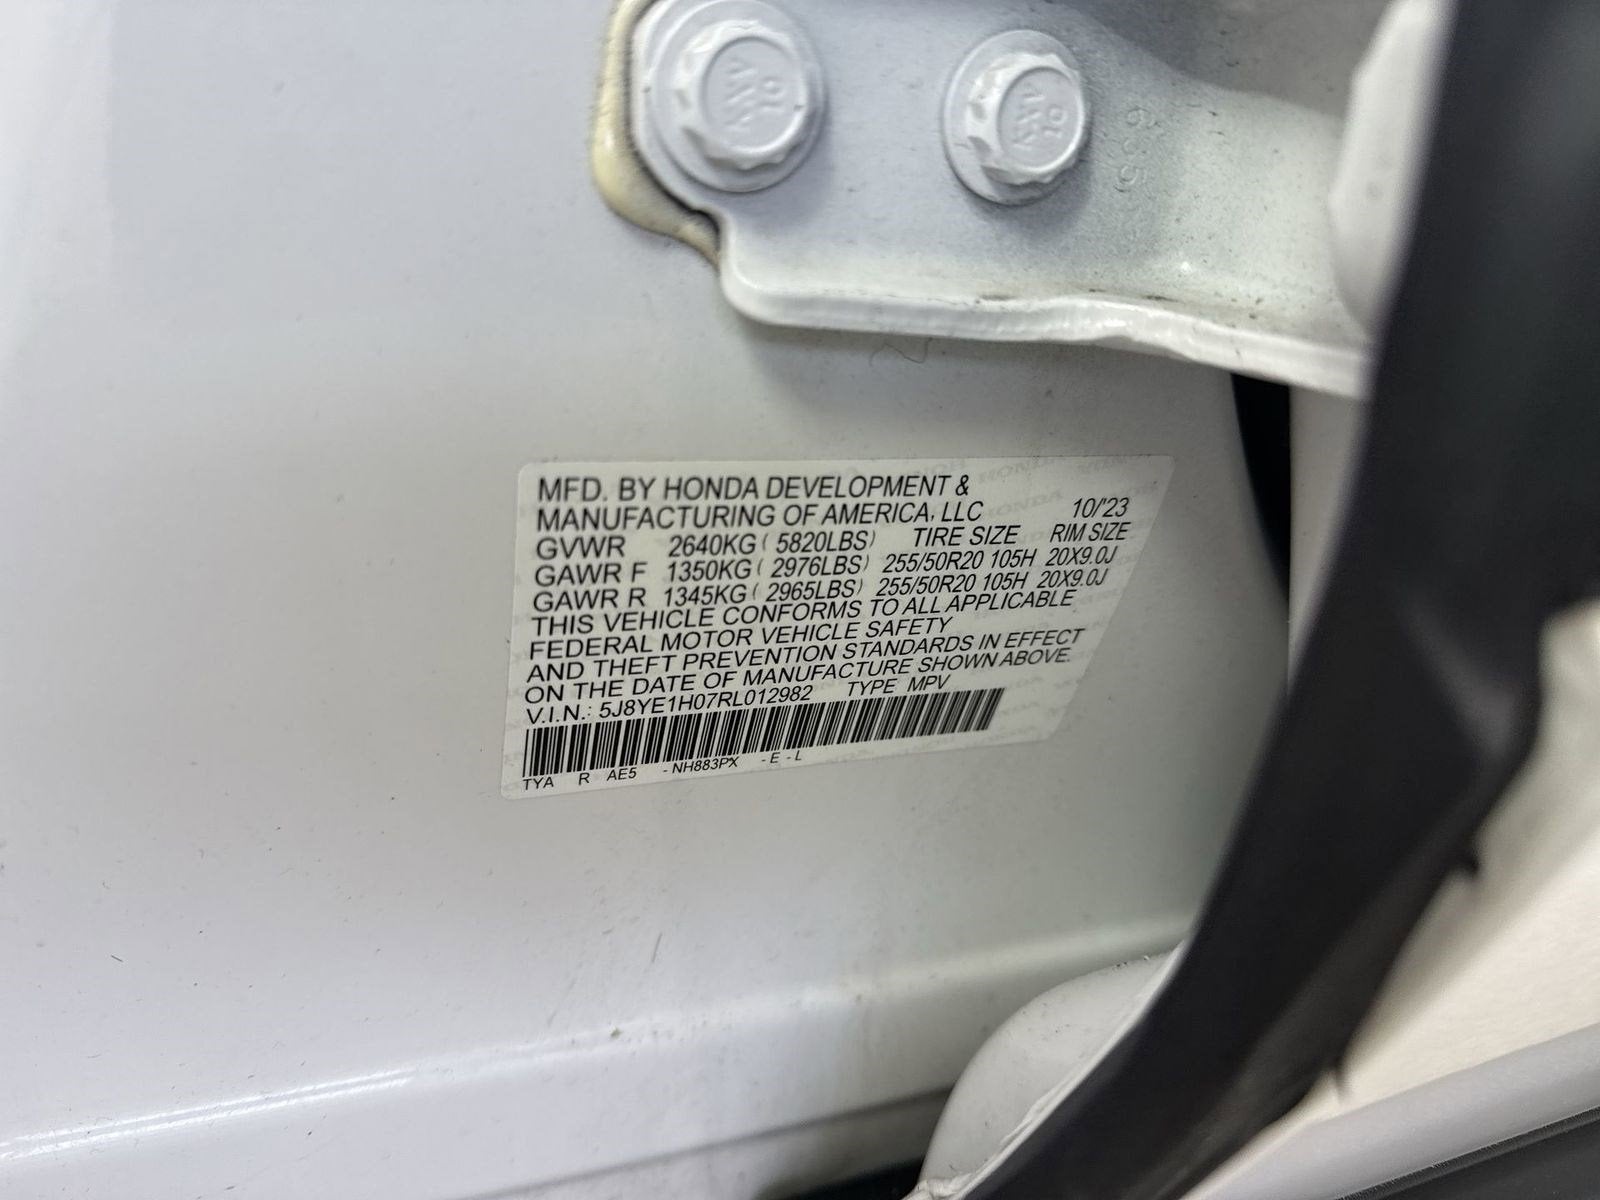 MFD. BY HONDA DEVELOPMENT &
MANUFACTURING OF AMERICA, LLC 10/'23
GVWR 2640KG ( 5820LBS) TIRE SIZE RIM SIZE
GAWR F 1350KG ( 2976LBS) 255/50R20 105H 20X9.0J
GAWR R 1345KG ( 2965LBS) 255/50R20 105H 20X9.0J
THIS VEHICLE CONFORMS TO ALL APPLICABLE
FEDERAL MOTOR VEHICLE SAFETY
AND THEFT PREVENTION STANDARDS IN EFFECT
ON THE DATE OF MANUFACTURE SHOWN ABOVE.
V.I.N.: 5J8YE1H07RL012982 TYPE MPV
TYA R AE5 -NH883PX -E-L